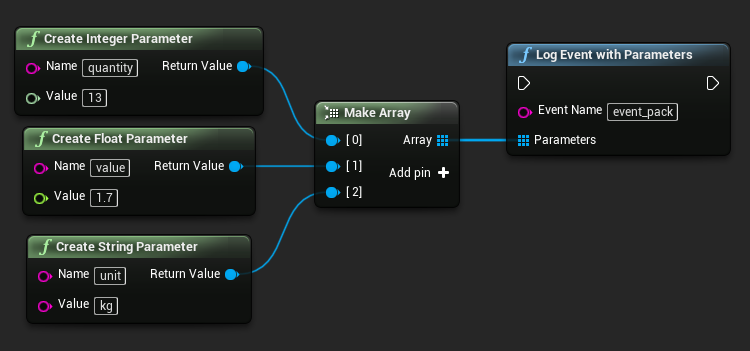 Create Integer Parameter
Name quantity Return Value
Value 13
Create Float Parameter
Name value Return Value
Value 1.7
Create String Parameter
Name unit Return Value
Value kg
Make Array
[ 0] Array
[ 1]
Add pin +
[ 2]
Log Event with Parameters
Event Name event_pack
Parameters